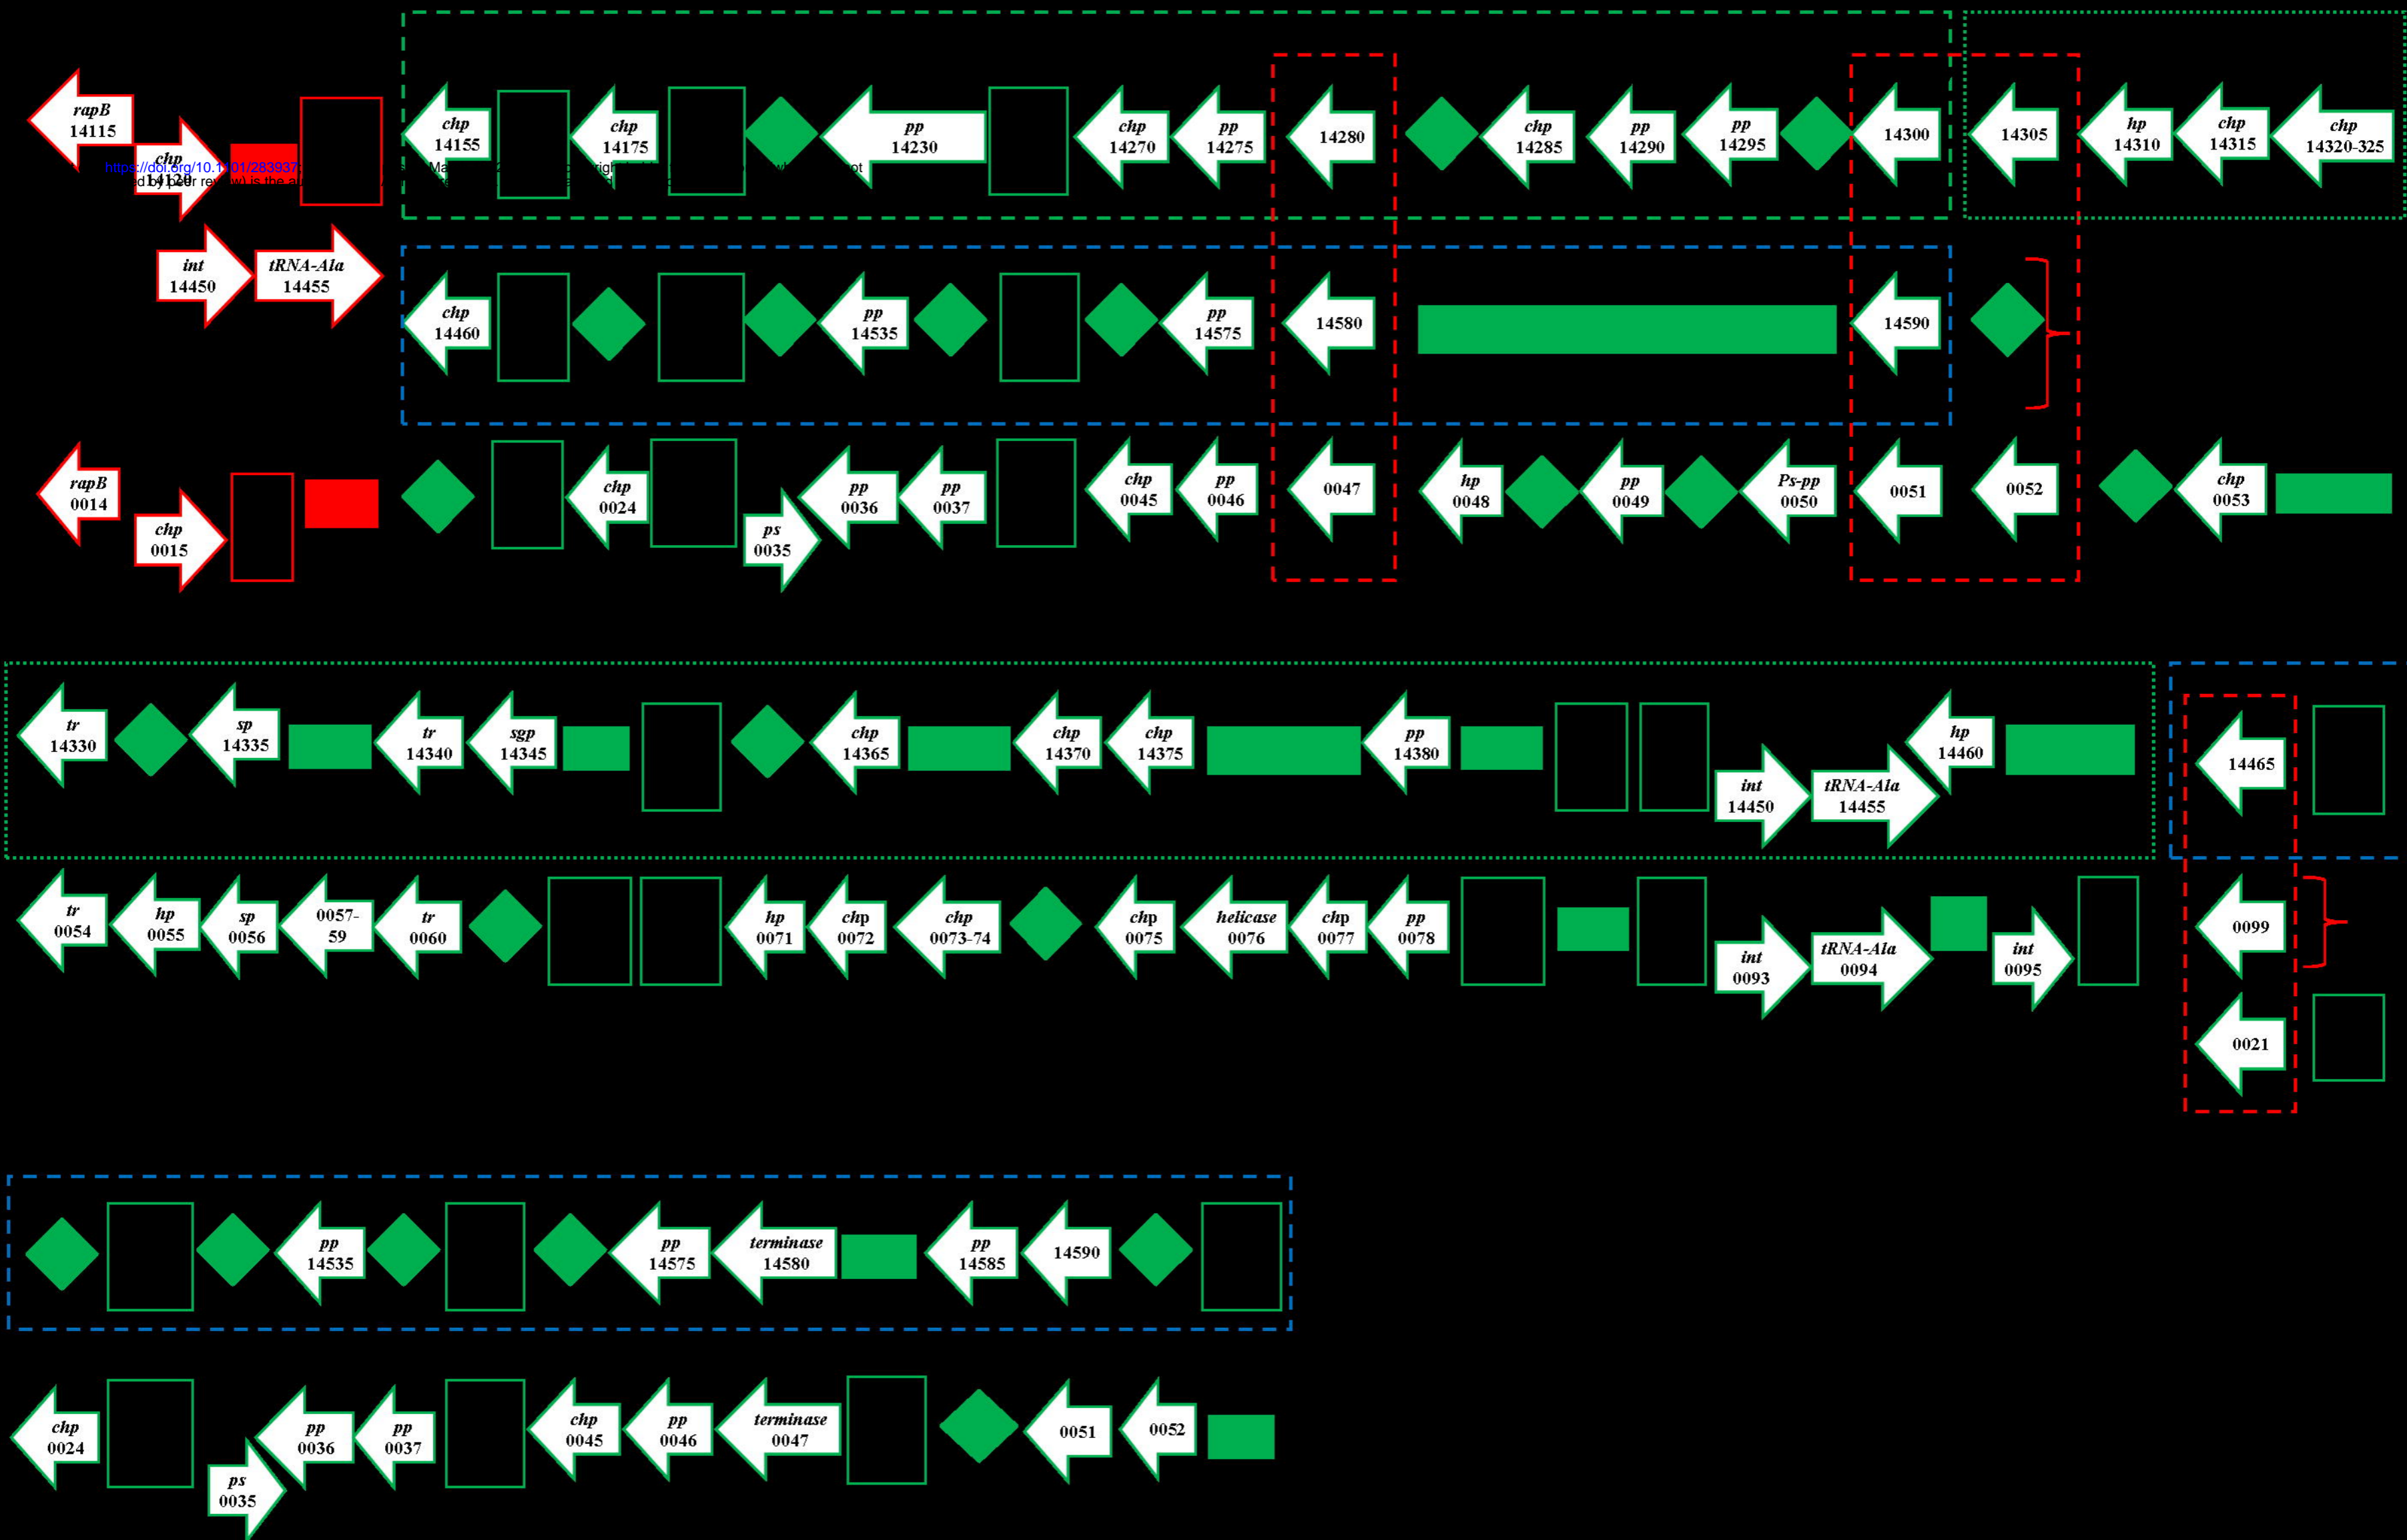 rapB
14115
chp
14120
https://doi.org/10.1101/283937
chp
14155
chp
14175
pp
14230
chp
14270
pp
14275
14280
chp
14285
pp
14290
pp
14295
14300
14305
hp
14310
chp
14315
chp
14320-325
int
14450
tRNA-Ala
14455
chp
14460
pp
14535
pp
14575
14580
14590
rapB
0014
chp
0015
chp
0024
ps
0035
pp
0036
pp
0037
chp
0045
pp
0046
0047
hp
0048
pp
0049
Ps-pp
0050
0051
0052
chp
0053
tr
14330
sp
14335
tr
14340
sgp
14345
chp
14365
chp
14370
chp
14375
pp
14380
int
14450
tRNA-Ala
14455
hp
14460
14465
tr
0054
hp
0055
sp
0056
0057-
59
tr
0060
hp
0071
chp
0072
chp
0073-74
chp
0075
helicase
0076
chp
0077
pp
0078
int
0093
tRNA-Ala
0094
int
0095
0099
0021
pp
14535
pp
14575
terminase
14580
pp
14585
14590
chp
0024
ps
0035
pp
0036
pp
0037
chp
0045
pp
0046
terminase
0047
0051
0052